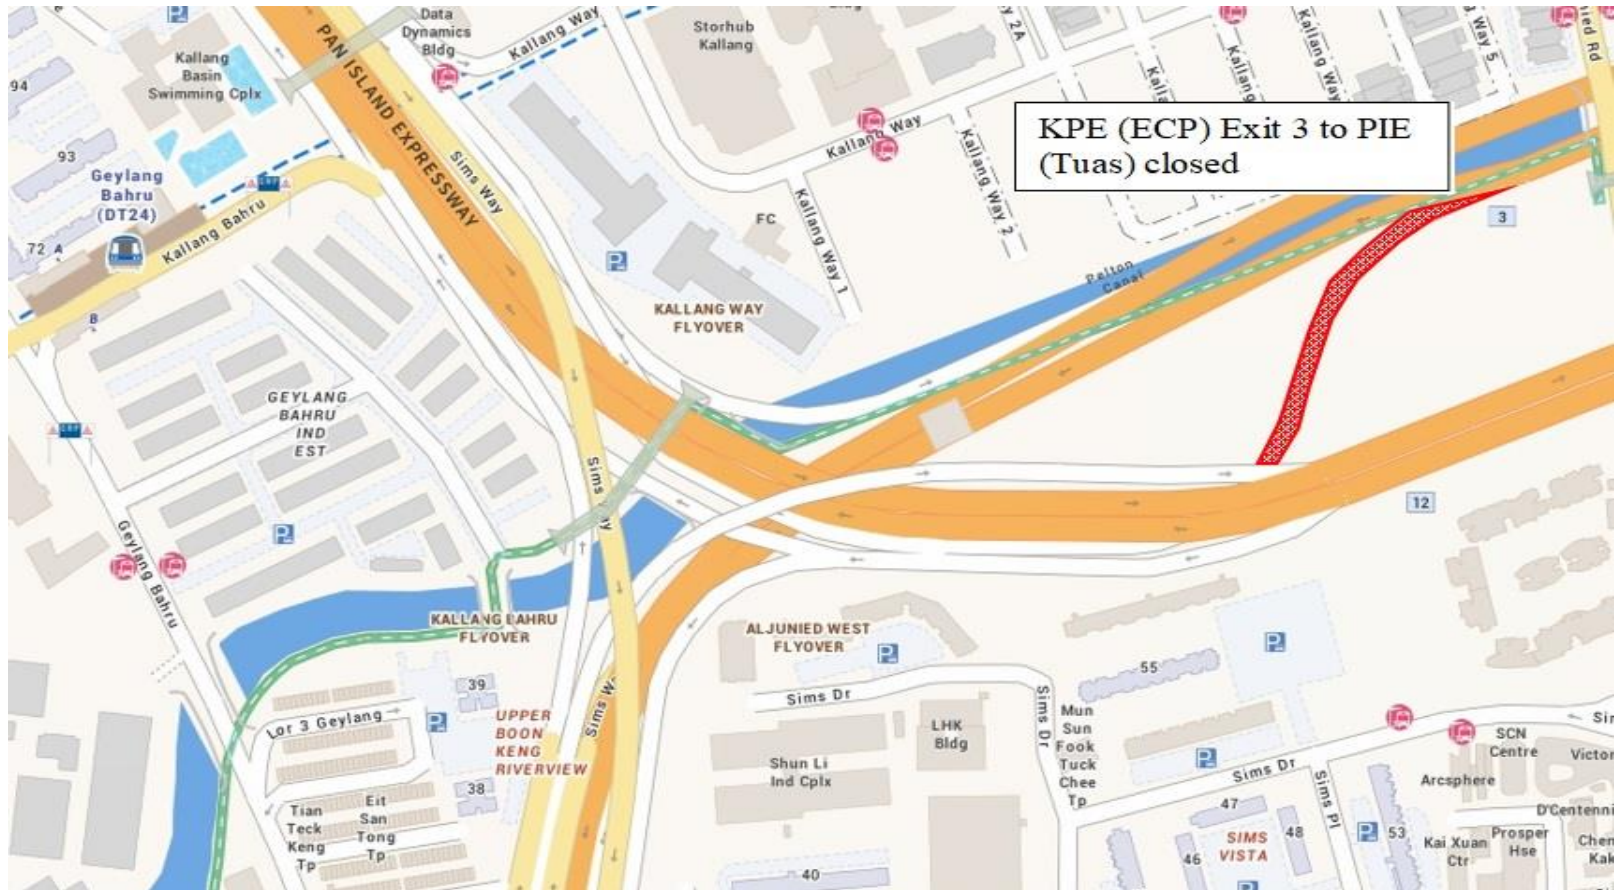 Data
Dynamics
Bldg
Kallang Way
Storhub
Kallang
PAN ISLAND EXPRESSWAY
Kallang
Basin
Swimming Cplx
94
93
Geylang
Bahru
(DT24)
72
A
B
Kallang Bahru
Sims Way
FC
Kallang Way
Kallang Way 1
Kallang Way 2
Kallang Way
KPE (ECP) Exit 3 to PIE
(Tuas) closed
3
Pelton
Canal
KALLANG WAY
FLYOVER
GEYLANG
BAHRU
IND
EST
Sims Way
12
Geylang Bahru
KALLANG BAHRU
FLYOVER
ALJUNIED WEST
FLYOVER
Lor 3 Geylang
39
38
UPPER
BOON
KENG
RIVERVIEW
Sims Way
Tian
Teck
Keng
Tp
Eit
San
Tong
Tp
Sims Dr
Sims Dr
LHK
Bldg
Shun Li
Ind Cplx
40
Mun
Sun
Fook
Tuck
Chee
Tp
55
Sims Dr
Sims Pl
47
48
46
SIMS
VISTA
53
SCN
Centre
Arcsphere
Kai Xuan
Ctr
Prosper
Hse